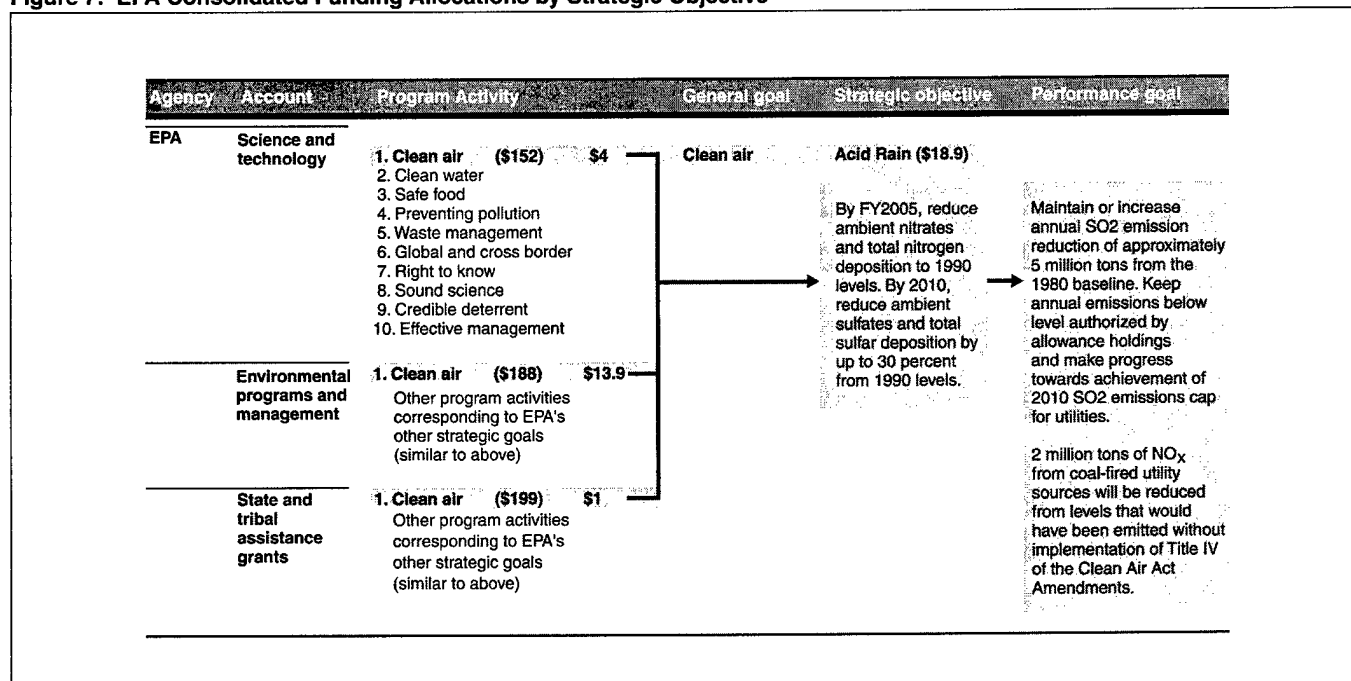 Figure 7: EPA Consolidated Funding Allocations by Strategic Objective
Agency Account Program Activity General goal Strategic objective Performance goal
EPA
Science and
technology
1. Clean air ($152) $4
2. Clean water
3. Safe food
4. Preventing pollution
5. Waste management
6. Global and cross border
7. Right to know
8. Sound science
9. Credible deterrent
10. Effective management
Clean air
Acid Rain ($18.9)
By FY2005, reduce
ambient nitrates
and total nitrogen
deposition to 1990
levels. By 2010,
reduce ambient
sulfates and total
sulfar deposition by
up to 30 percent
from 1990 levels.
Maintain or increase
annual SO2 emission
reduction of approximately
5 million tons from the
1980 baseline. Keep
annual emissions below
level authorized by
allowance holdings
and make progress
towards achievement of
2010 SO2 emissions cap
for utilities.
2 million tons of NOX
from coal-fired utility
sources will be reduced
from levels that would
have been emitted without
implementation of Title IV
of the Clean Air Act
Amendments.
Environmental
programs and
management
1. Clean air ($188) $13.9
Other program activities
corresponding to EPA's
other strategic goals
(similar to above)
State and
tribal
assistance
grants
1. Clean air ($199) $1
Other program activities
corresponding to EPA's
other strategic goals
(similar to above)